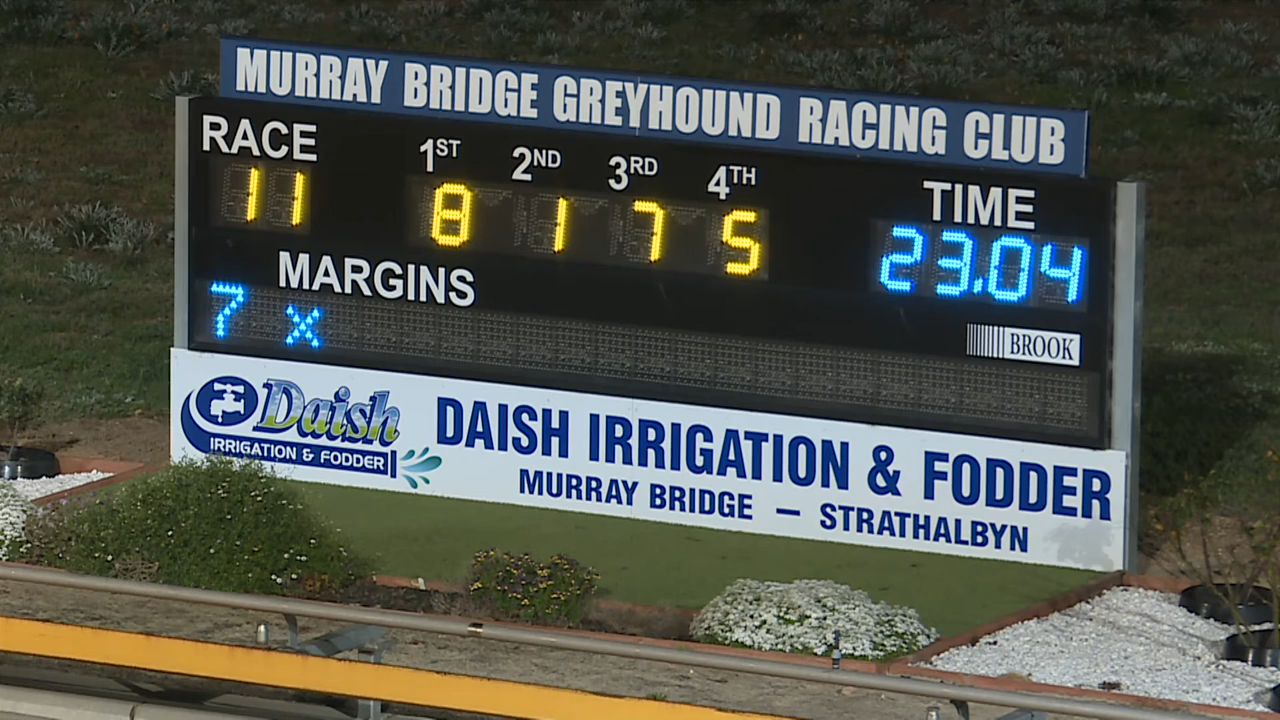 MURRAY BRIDGE GREYHOUND RACING CLUB
RACE 1ST 2ND 3RD 4TH TIME
11 8 1 7 5 23.04
MARGINS
7 x
BROOK
Daish
IRRIGATION & FODDER
DAISH IRRIGATION & FODDER
MURRAY BRIDGE – STRATHALBYN